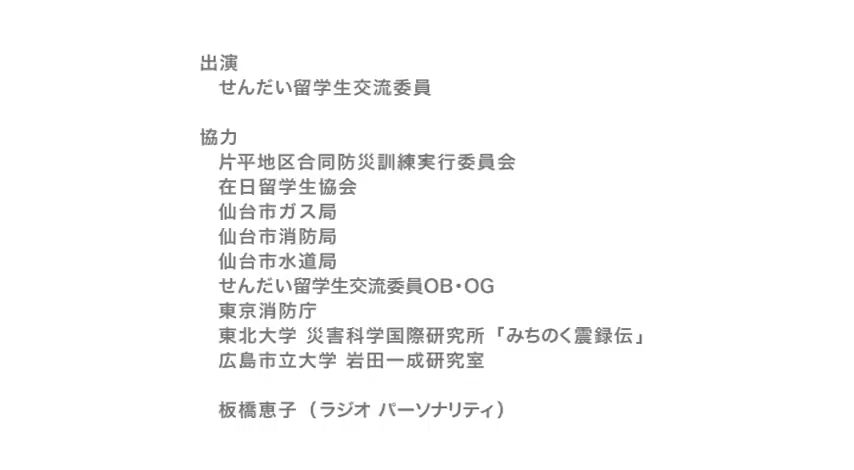 出演
せんだい留学生交流委員
協力
片平地区合同防災訓練実行委員会
在日留学生協会
仙台市ガス局
仙台市消防局
仙台市水道局
せんだい留学生交流委員OB・OG
東京消防庁
東北大学 災害科学国際研究所 「みちのく震録伝」
広島市立大学 岩田一成研究室
板橋恵子（ラジオ パーソナリティ）